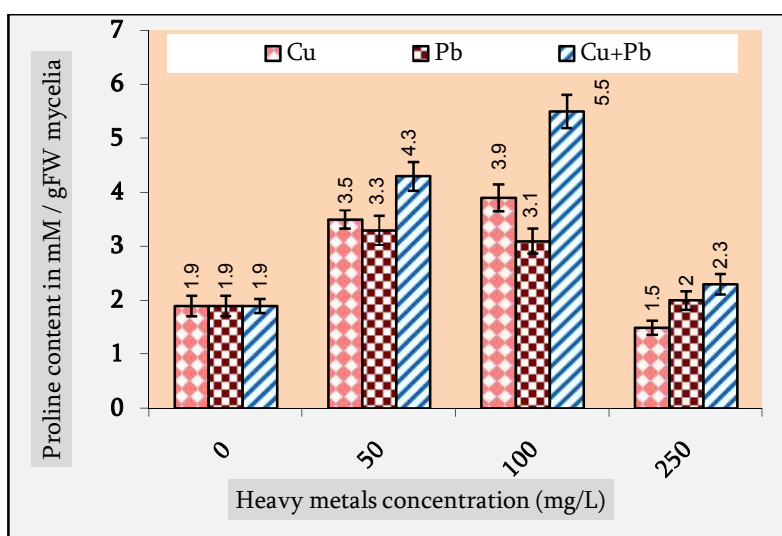 7
6
5
4
3
2
1
0
Proline content in mM / gFW mycelia
Cu Pb Cu+Pb
1.9 1.9 1.9
3.5 3.3 4.3
3.9 3.1 5.5
1.5 2 2.3
0 50 100 250
Heavy metals concentration (mg/L)